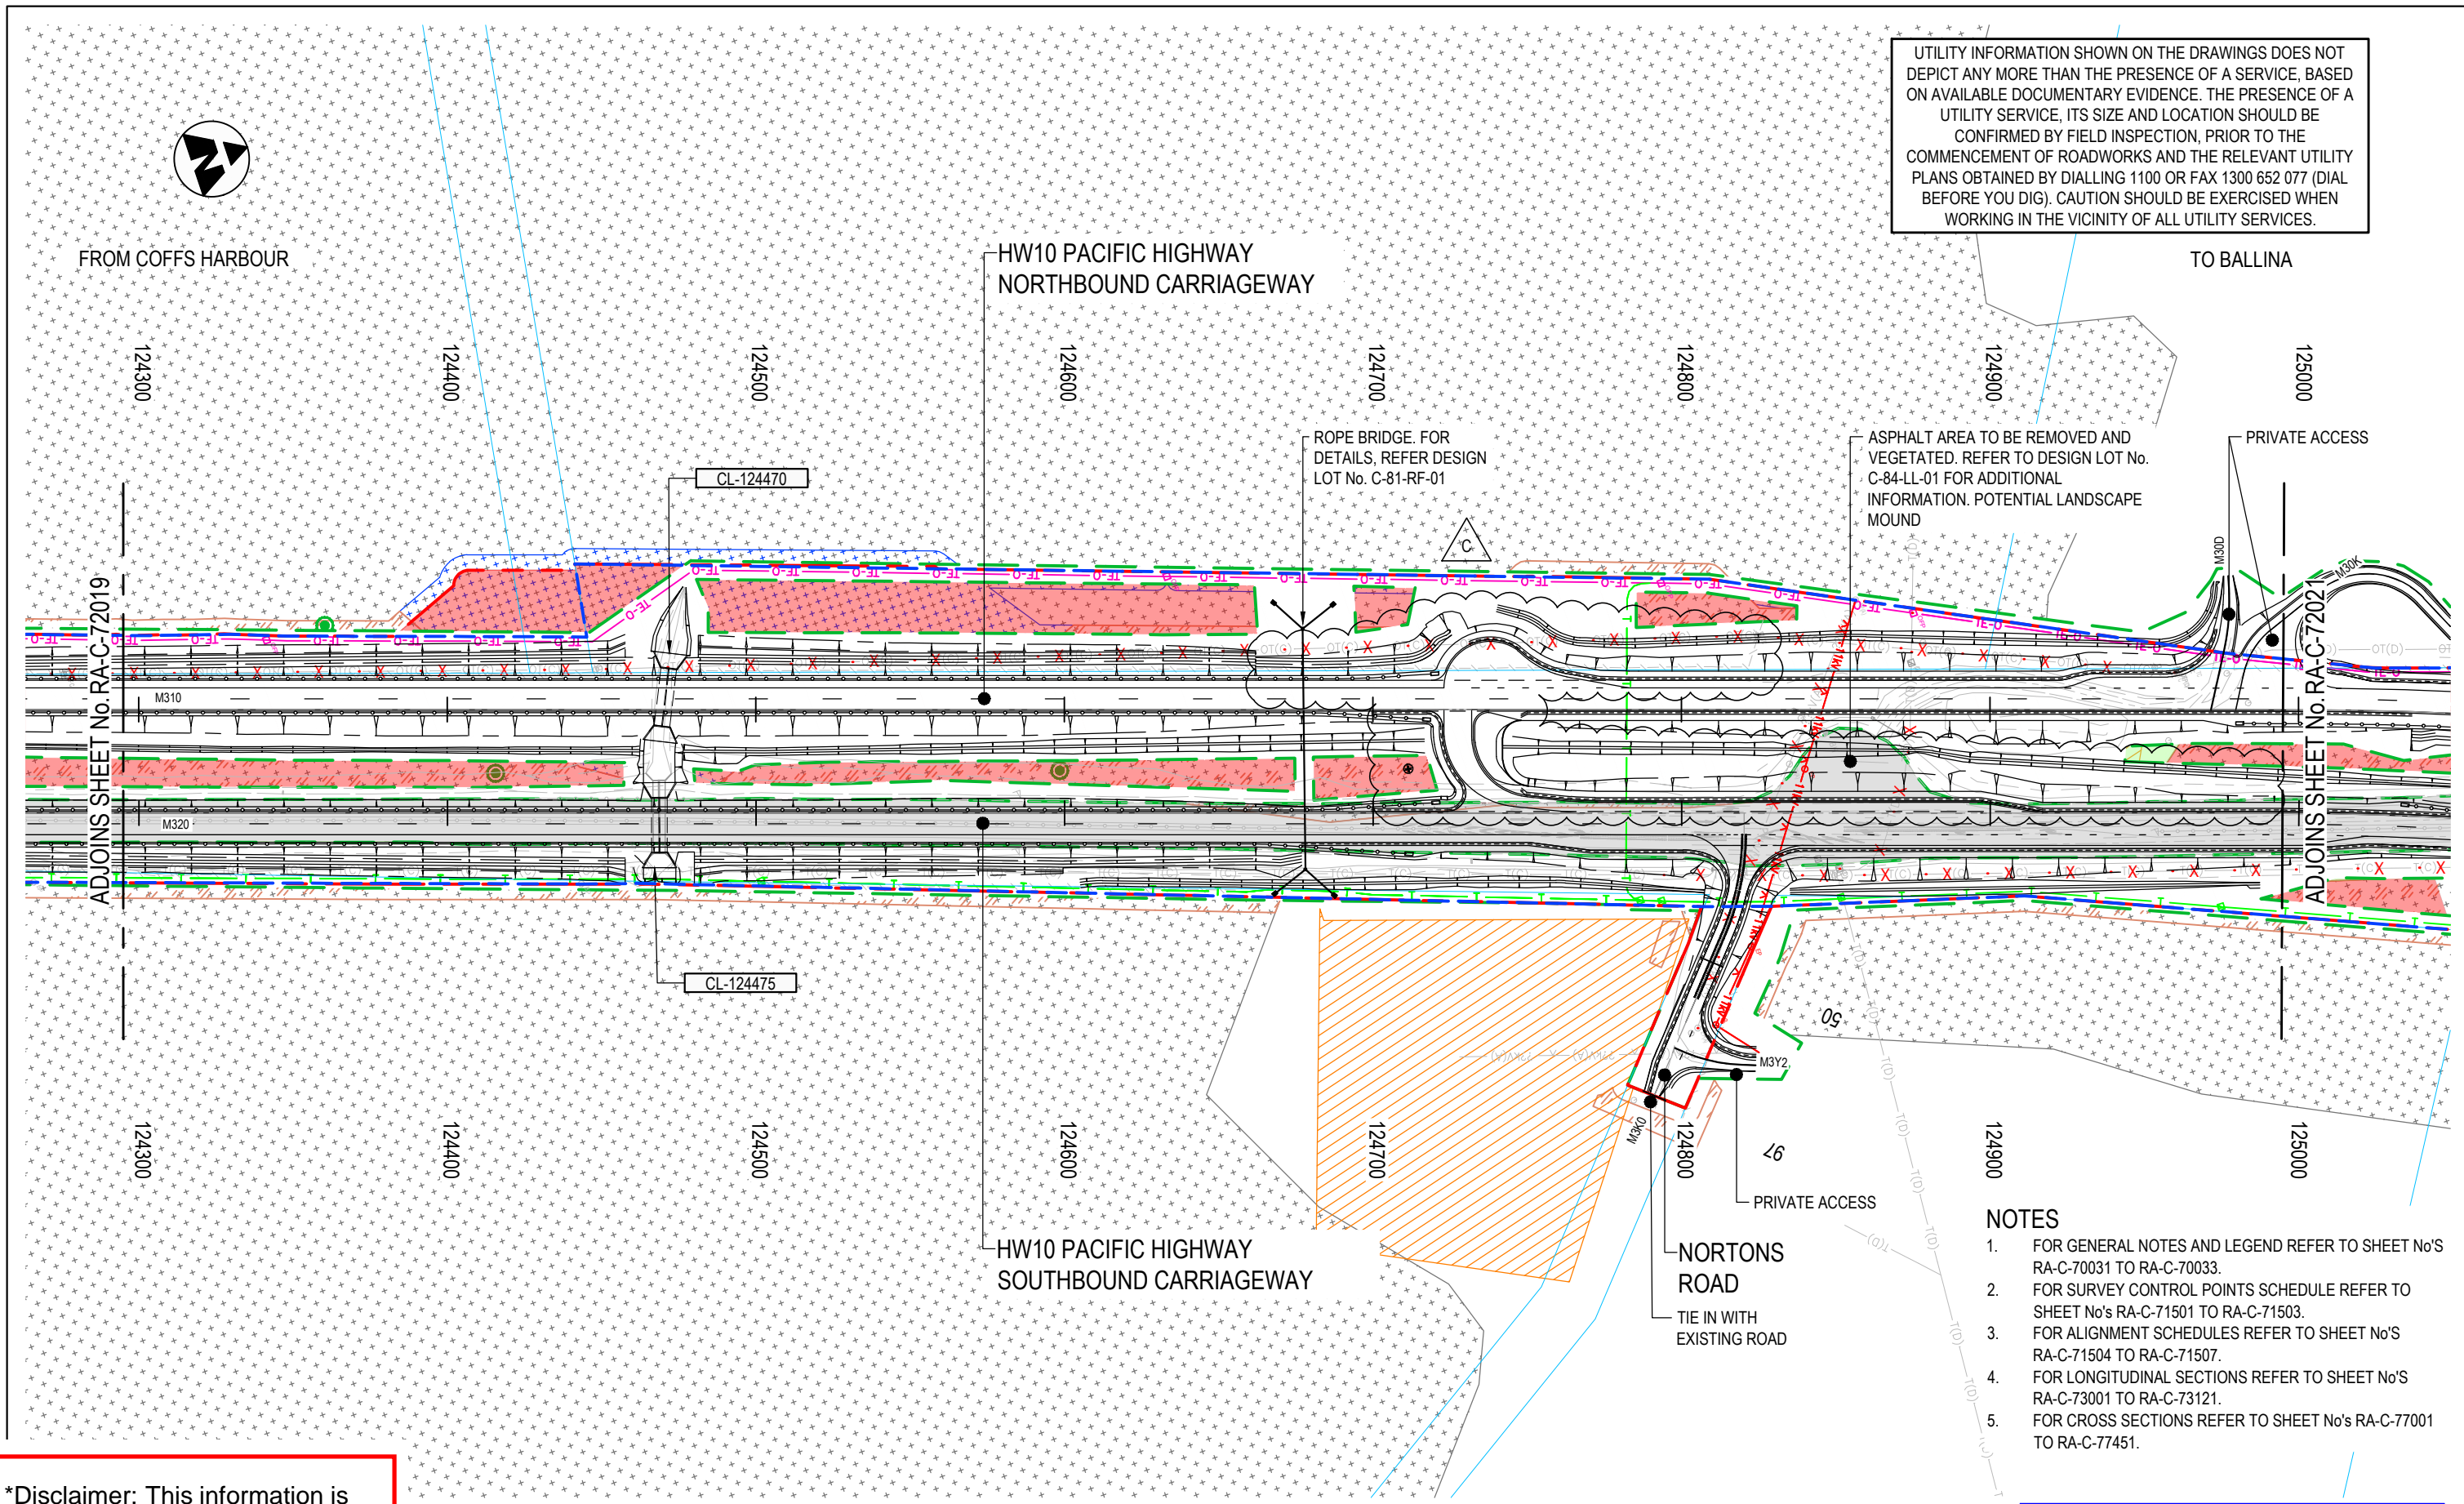 UTILITY INFORMATION SHOWN ON THE DRAWINGS DOES NOT
DEPICT ANY MORE THAN THE PRESENCE OF A SERVICE, BASED
ON AVAILABLE DOCUMENTARY EVIDENCE. THE PRESENCE OF A
UTILITY SERVICE, ITS SIZE AND LOCATION SHOULD BE
CONFIRMED BY FIELD INSPECTION, PRIOR TO THE
COMMENCEMENT OF ROADWORKS AND THE RELEVANT UTILITY
PLANS OBTAINED BY DIALLING 1100 OR FAX 1300 652 077 (DIAL
BEFORE YOU DIG). CAUTION SHOULD BE EXERCISED WHEN
WORKING IN THE VICINITY OF ALL UTILITY SERVICES.
FROM COFFS HARBOUR
HW10 PACIFIC HIGHWAY
NORTHBOUND CARRIAGEWAY
TO BALLINA
124300
124400
124500
124600
124700
124800
124900
125000
CL-124470
ROPE BRIDGE. FOR
DETAILS, REFER DESIGN
LOT No. C-81-RF-01
C
ASPHALT AREA TO BE REMOVED AND
VEGETATED. REFER TO DESIGN LOT No.
C-84-LL-01 FOR ADDITIONAL
INFORMATION. POTENTIAL LANDSCAPE
MOUND
PRIVATE ACCESS
M30D
M30K
ADJOINS SHEET No. RA-C-72019
ADJOINS SHEET No. RA-C-72021
M310
M320
CL-124475
50
M3Y2
M3K0
97
124300
124400
124500
124600
124700
124800
124900
125000
PRIVATE ACCESS
HW10 PACIFIC HIGHWAY
SOUTHBOUND CARRIAGEWAY
NORTONS
ROAD
TIE IN WITH
EXISTING ROAD
NOTES
1. FOR GENERAL NOTES AND LEGEND REFER TO SHEET No'S
RA-C-70031 TO RA-C-70033.
2. FOR SURVEY CONTROL POINTS SCHEDULE REFER TO
SHEET No's RA-C-71501 TO RA-C-71503.
3. FOR ALIGNMENT SCHEDULES REFER TO SHEET No'S
RA-C-71504 TO RA-C-71507.
4. FOR LONGITUDINAL SECTIONS REFER TO SHEET No'S
RA-C-73001 TO RA-C-73121.
5. FOR CROSS SECTIONS REFER TO SHEET No's RA-C-77001
TO RA-C-77451.
*Disclaimer: This information is